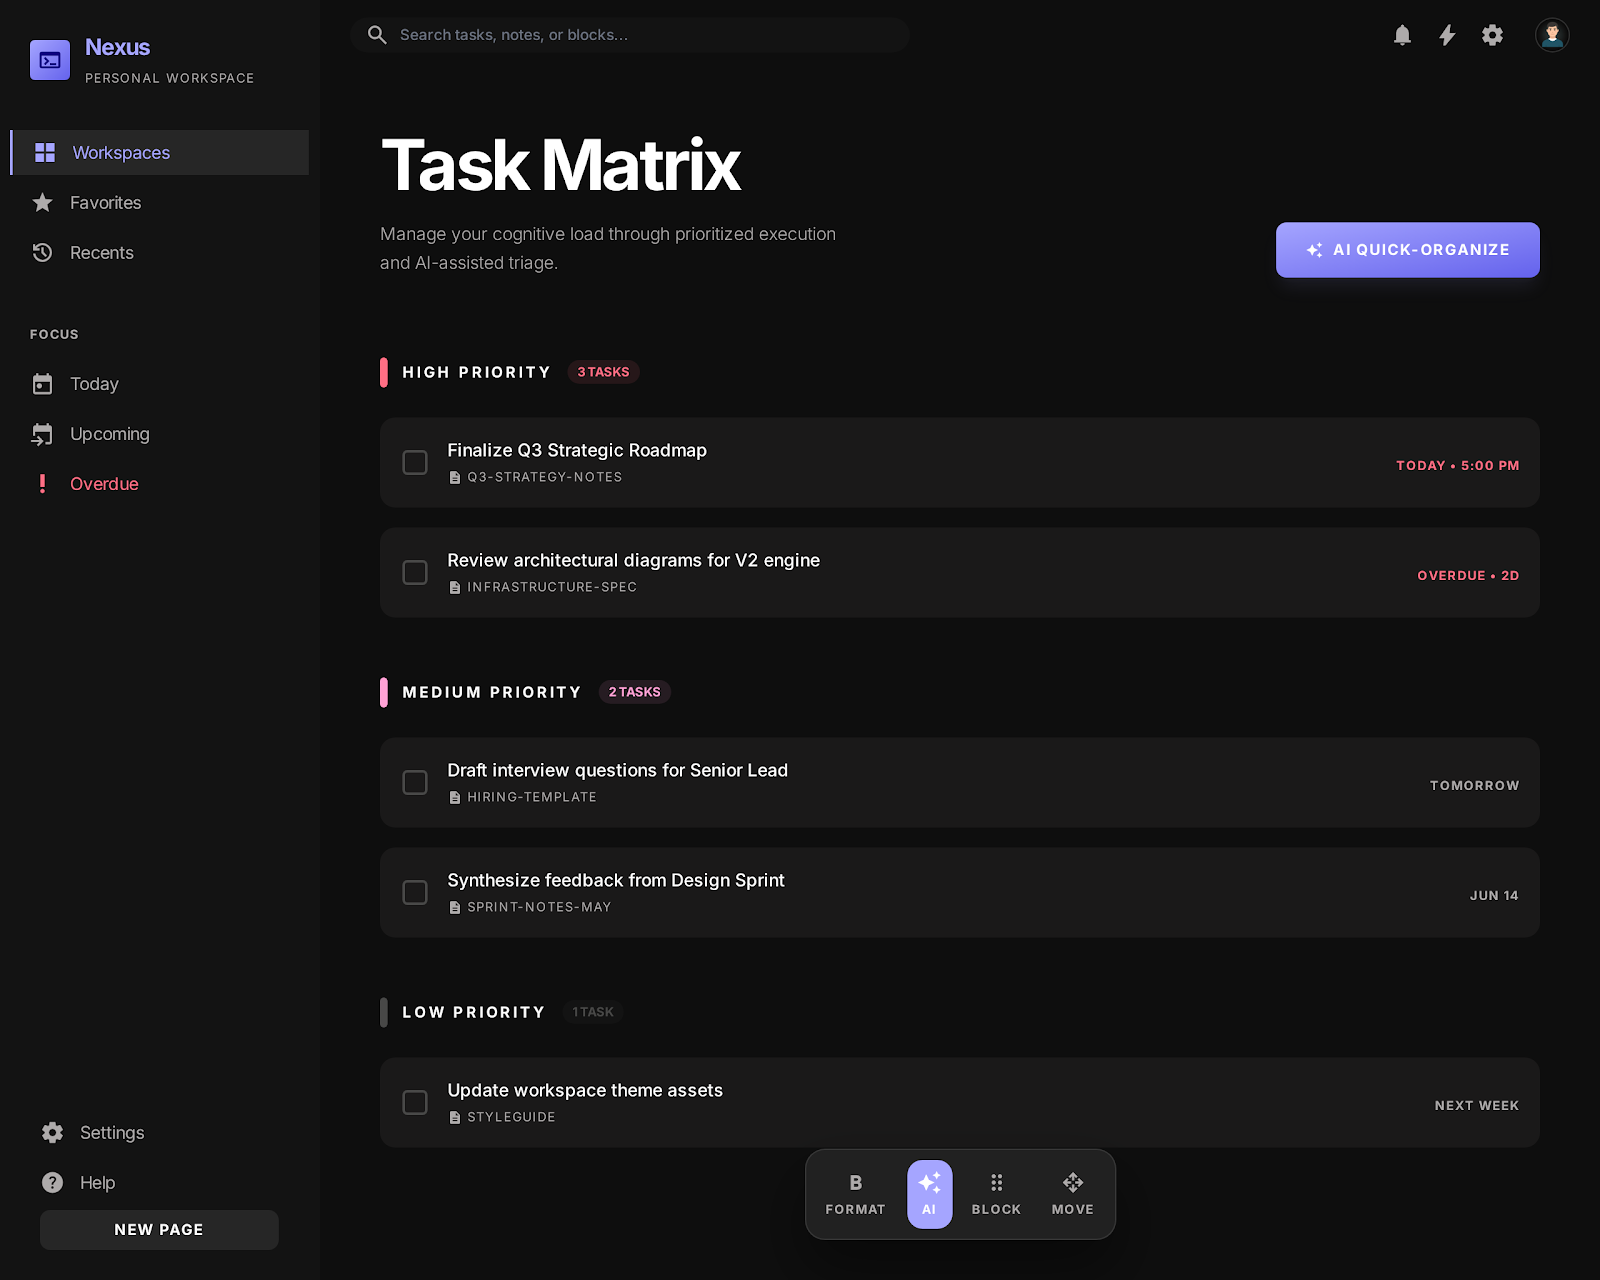 Nexus
PERSONAL WORKSPACE
Workspaces
Favorites
Recents
FOCUS
Today
Upcoming
Overdue
Settings
Help
NEW PAGE
Search tasks, notes, or blocks...
Task Matrix
Manage your cognitive load through prioritized execution
and AI-assisted triage.
AI QUICK-ORGANIZE
HIGH PRIORITY 3 TASKS
Finalize Q3 Strategic Roadmap
Q3-STRATEGY-NOTES
TODAY • 5:00 PM
Review architectural diagrams for V2 engine
INFRASTRUCTURE-SPEC
OVERDUE • 2D
MEDIUM PRIORITY 2 TASKS
Draft interview questions for Senior Lead
HIRING-TEMPLATE
TOMORROW
Synthesize feedback from Design Sprint
SPRINT-NOTES-MAY
JUN 14
LOW PRIORITY 1 TASK
Update workspace theme assets
STYLEGUIDE
NEXT WEEK
B
FORMAT AI BLOCK MOVE